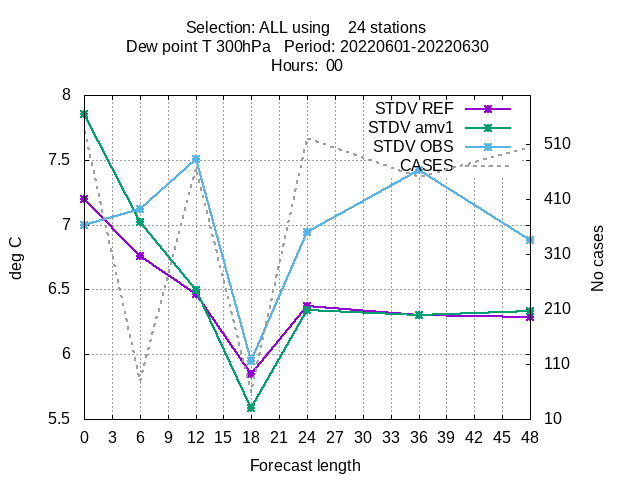 Selection: ALL using    24 stations
Dew point T 300hPa   Period: 20220601-20220630
Hours:  00
STDV REF
STDV amv1
STDV OBS
CASES
8
7.5
7
6.5
6
5.5
deg C
510
410
310
210
110
10
No cases
0 3 6 9 12 15 18 21 24 27 30 33 36 39 42 45 48
Forecast length